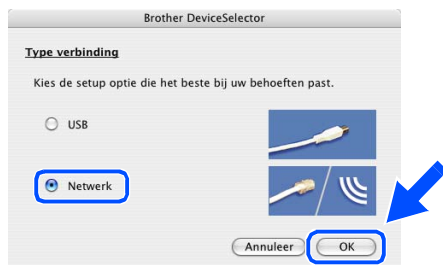 Brother DeviceSelector
Type verbinding
Kies de setup optie die het beste bij uw behoeften past.
USB
Netwerk
Annuleer
OK